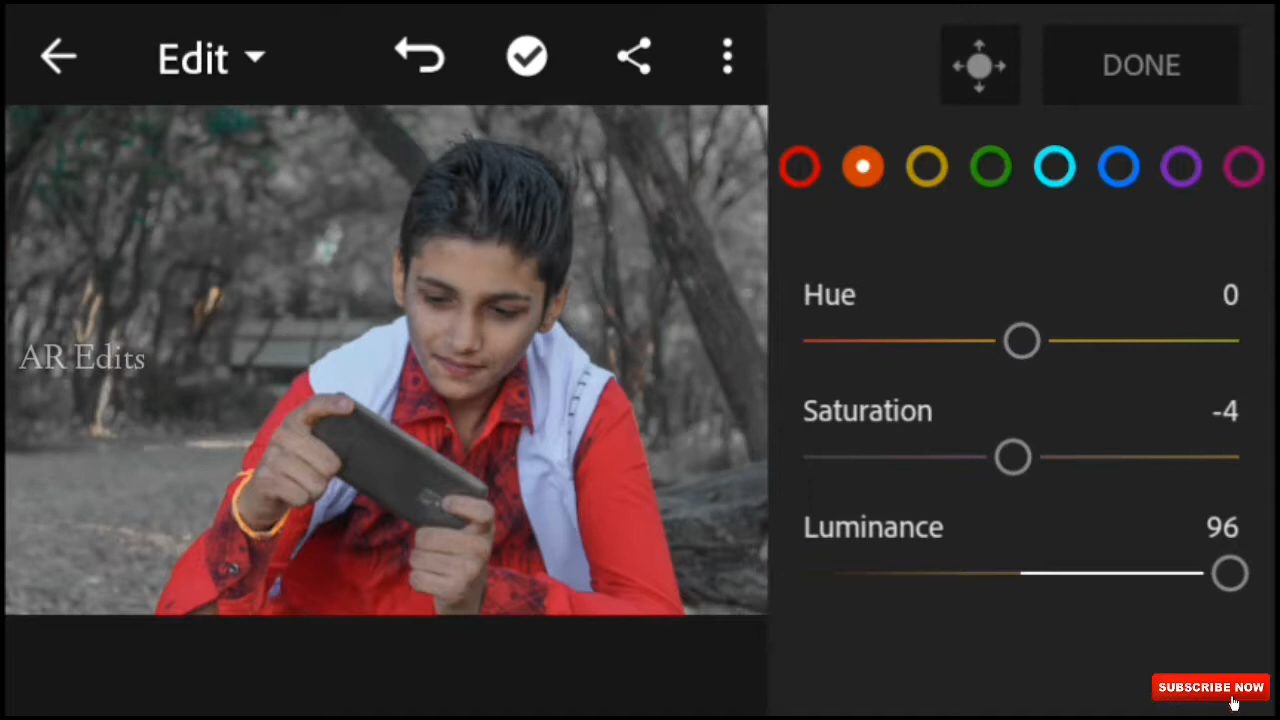 Edit
DONE
Hue 0
Saturation -4
Luminance 96
AR Edits
SUBSCRIBE NOW